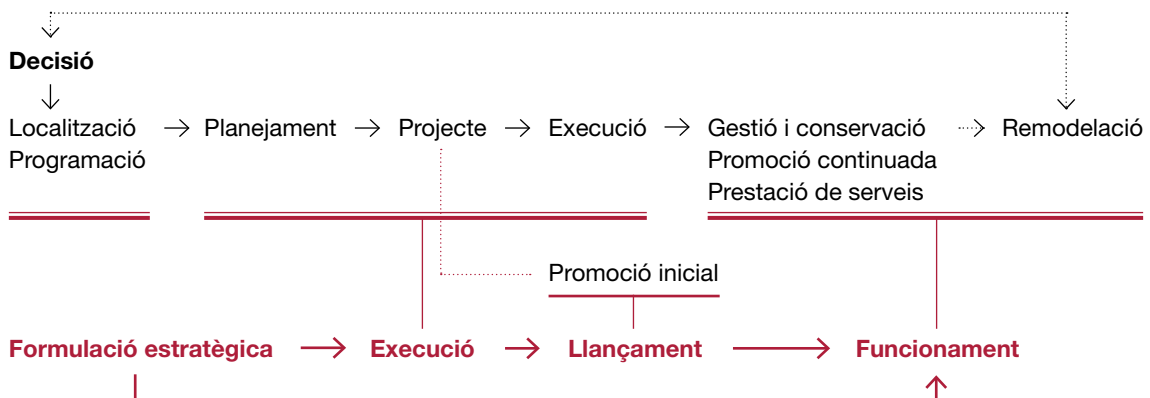 Decisió
Localització → Planejament → Projecte → Execució → Gestió i conservació → Remodelació
Programació
Promoció continuada
Prestació de serveis
Promoció inicial
Formulació estratègica → Execució → Llançament → Funcionament